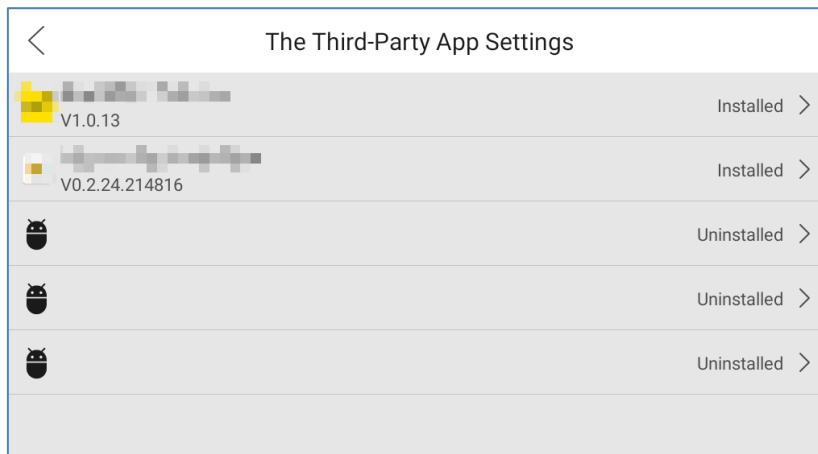 The Third-Party App Settings
V1.0.13
Installed
V0.2.24.214816
Installed
Uninstalled
Uninstalled
Uninstalled